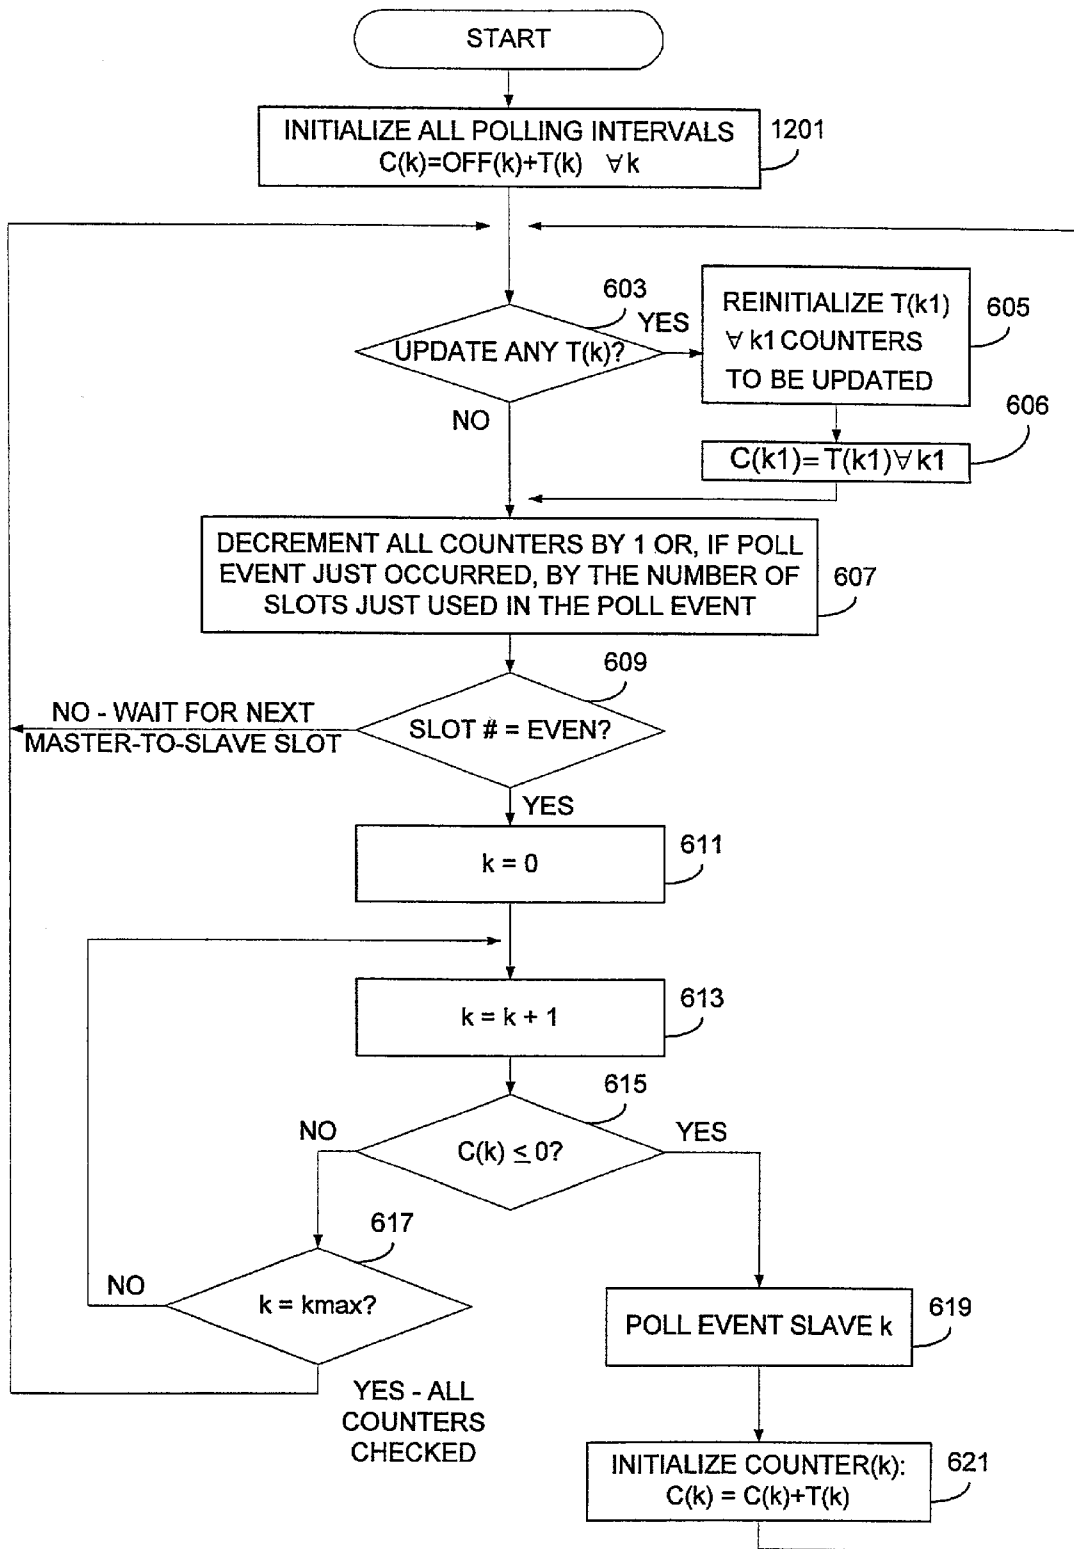 START
INITIALIZE ALL POLLING INTERVALS
C(k)=OFF(k)+T(k) ∀k
1201
603
UPDATE ANY T(k)?
YES
NO
REINITIALIZE T(k1)
∀ k1 COUNTERS
TO BE UPDATED
605
606
C(k1)= T(k1)∀ k1
DECREMENT ALL COUNTERS BY 1 OR, IF POLL
EVENT JUST OCCURRED, BY THE NUMBER OF
SLOTS JUST USED IN THE POLL EVENT
607
609
SLOT # = EVEN?
NO - WAIT FOR NEXT
MASTER-TO-SLAVE SLOT
YES
k = 0
611
k = k + 1
613
615
C(k) ≤ 0?
NO
YES
617
k = kmax?
NO
YES - ALL
COUNTERS
CHECKED
POLL EVENT SLAVE k
619
INITIALIZE COUNTER(k):
C(k) = C(k)+T(k)
621